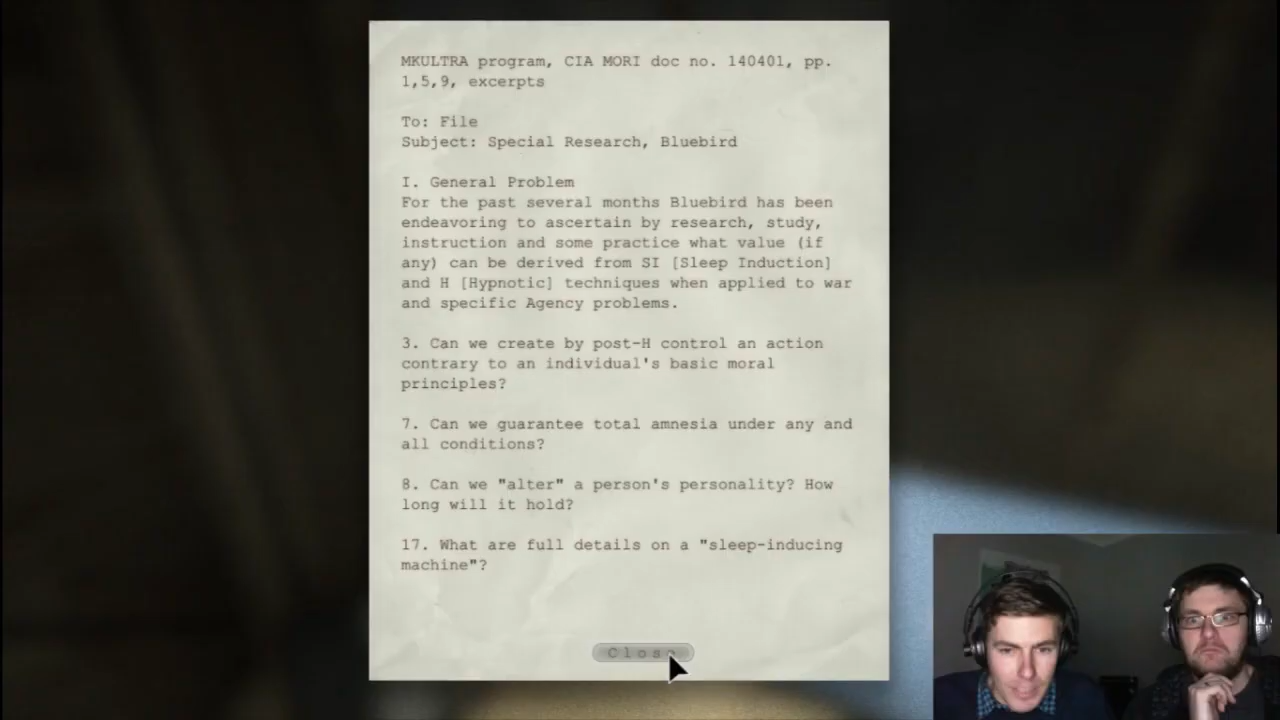 MKULTRA program, CIA MORI doc no. 140401, pp.
1,5,9, excerpts
To: File
Subject: Special Research, Bluebird
I. General Problem
For the past several months Bluebird has been
endeavoring to ascertain by research, study,
instruction and some practice what value (if
any) can be derived from SI [Sleep Induction]
and H [Hypnotic] techniques when applied to war
and specific Agency problems.
3. Can we create by post-H control an action
contrary to an individual's basic moral
principles?
7. Can we guarantee total amnesia under any and
all conditions?
8. Can we "alter" a person's personality? How
long will it hold?
17. What are full details on a "sleep-inducing
machine"?
Close